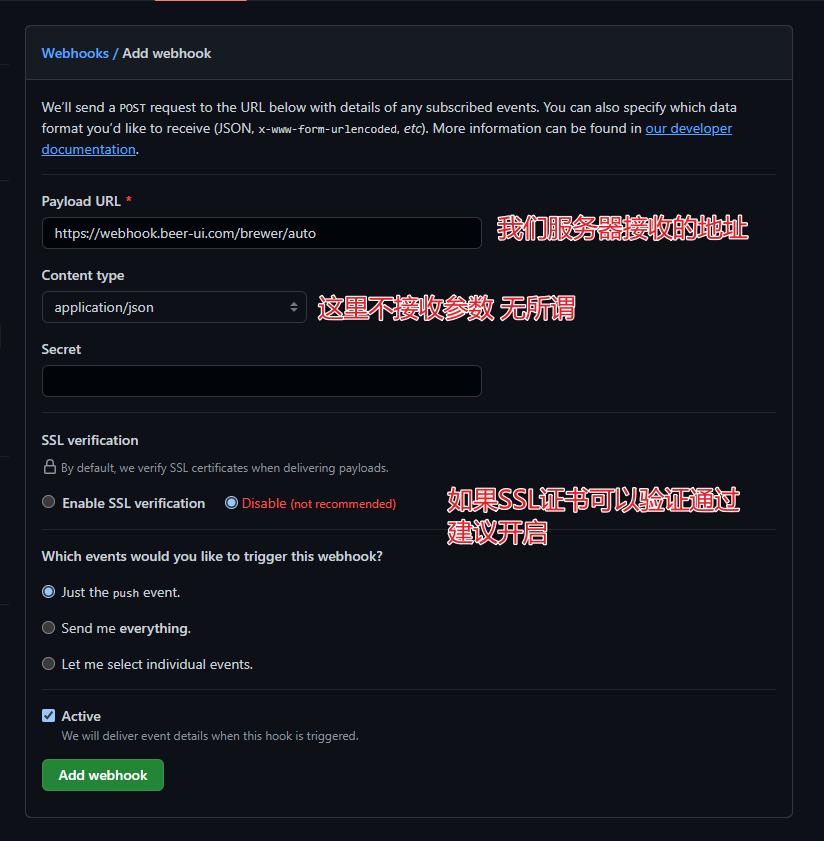 Webhooks / Add webhook
We'll send a POST request to the URL below with details of any subscribed events. You can also specify which data
format you'd like to receive (JSON, x-www-form-urlencoded, etc). More information can be found in our developer
documentation.
Payload URL *
https://webhook.beer-ui.com/brewer/auto
我们服务器接收的地址
Content type
application/json
这里不接收参数 无所谓
Secret
SSL verification
By default, we verify SSL certificates when delivering payloads.
Enable SSL verification
Disable (not recommended)
如果SSL证书可以验证通过
建议开启
Which events would you like to trigger this webhook?
Just the push event.
Send me everything.
Let me select individual events.
Active
We will deliver event details when this hook is triggered.
Add webhook